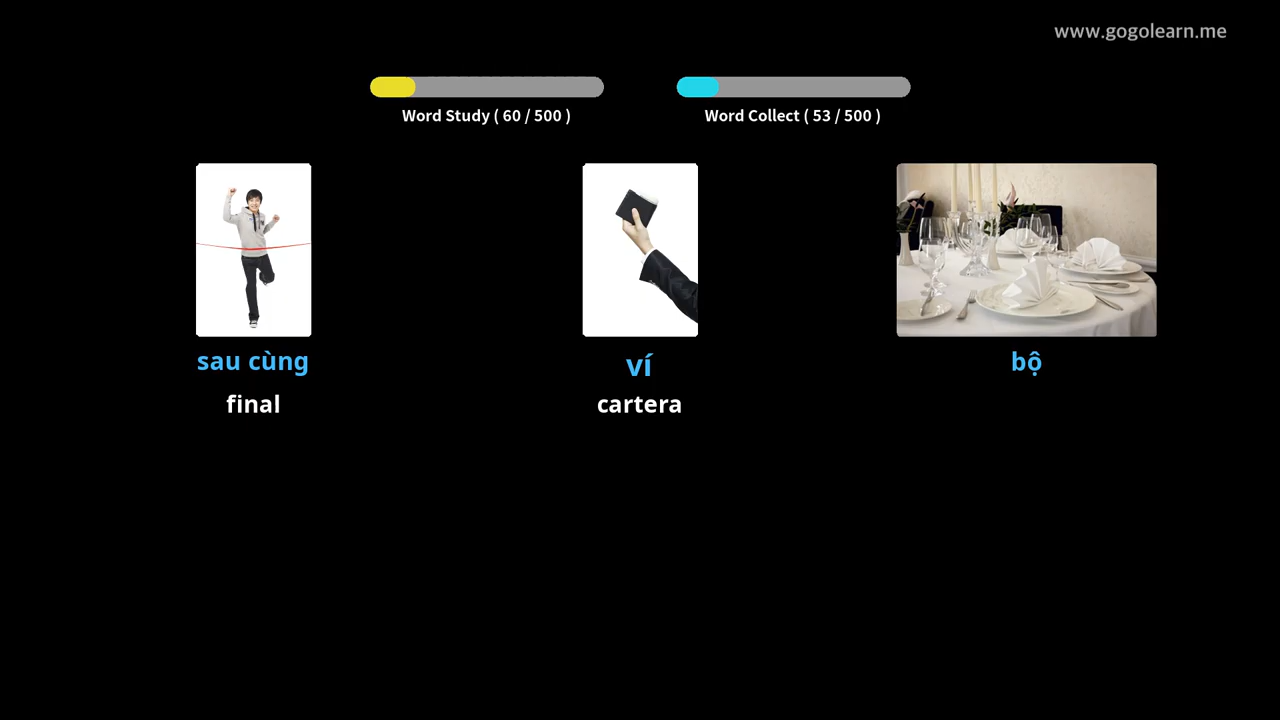 www.gogolearn.me
Word Study ( 60 / 500 )
Word Collect ( 53 / 500 )
sau cùng
ví
bộ
final
cartera